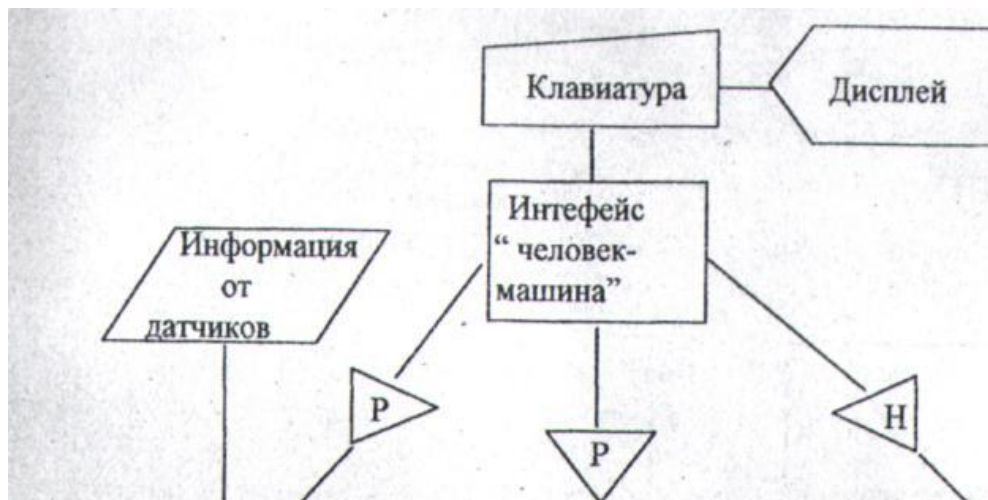 Клавиатура
Дисплей
Интефейс
“ человек-
машина”
Информация
от
датчиков
Р
Р
Н